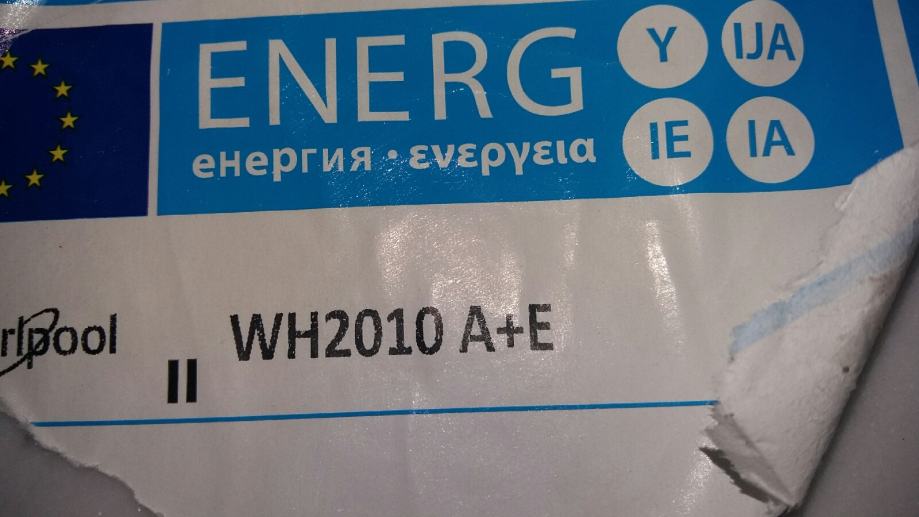 ENERG
Y IJA
IE IA
енергия · ενεργεια
rlpool
II WH2010 A+E